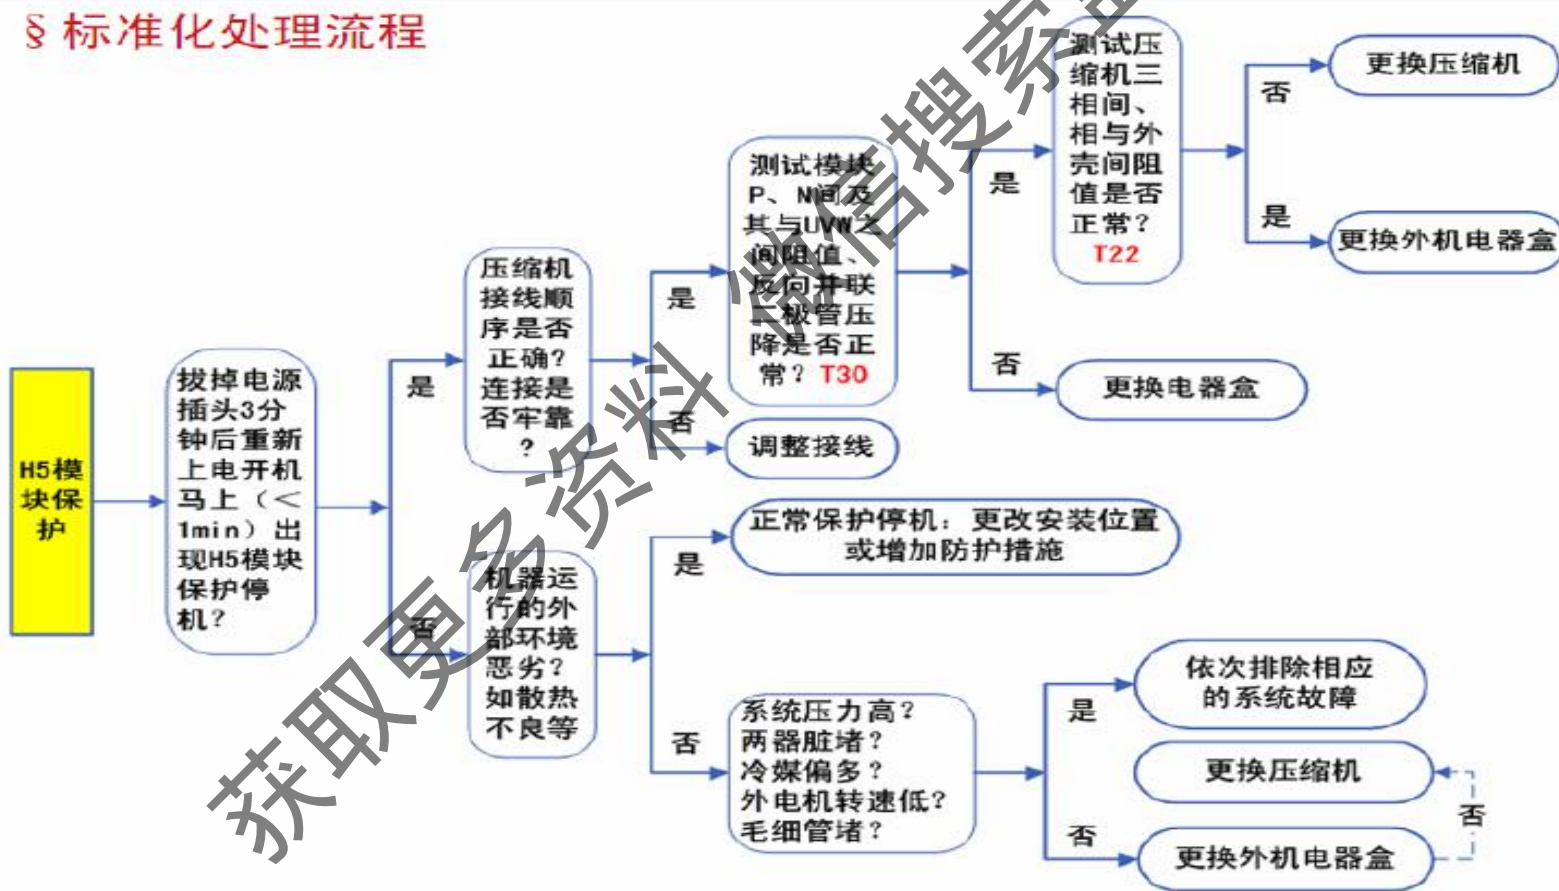 §标准化处理流程
H5模
块保
护
拔掉电源
插头3分
钟后重新
上电开机
马上（<
1min）出
现H5模块
保护停
机?
是
否
压缩机
接线顺
序是否
正确?
连接是
否牢靠
?
是
否
测试模块
P、N间及
其与UVW之
间阻值、
反向并联
二极管压
降是否正
常? T30
是
否
测试压
缩机三
相间、
相与外
壳间阻
值是否
正常?
T22
否
更换压缩机
是
更换外机电器盒
更换电器盒
调整接线
机器运
行的外
部环境
恶劣?
如散热
不良等
是
正常保护停机: 更改安装位置
或增加防护措施
否
系统压力高?
两器脏堵?
冷媒偏多?
外电机转速低?
毛细管堵?
是
依次排除相应
的系统故障
更换压缩机
否
否
更换外机电器盒
获取更多资料 微信搜索